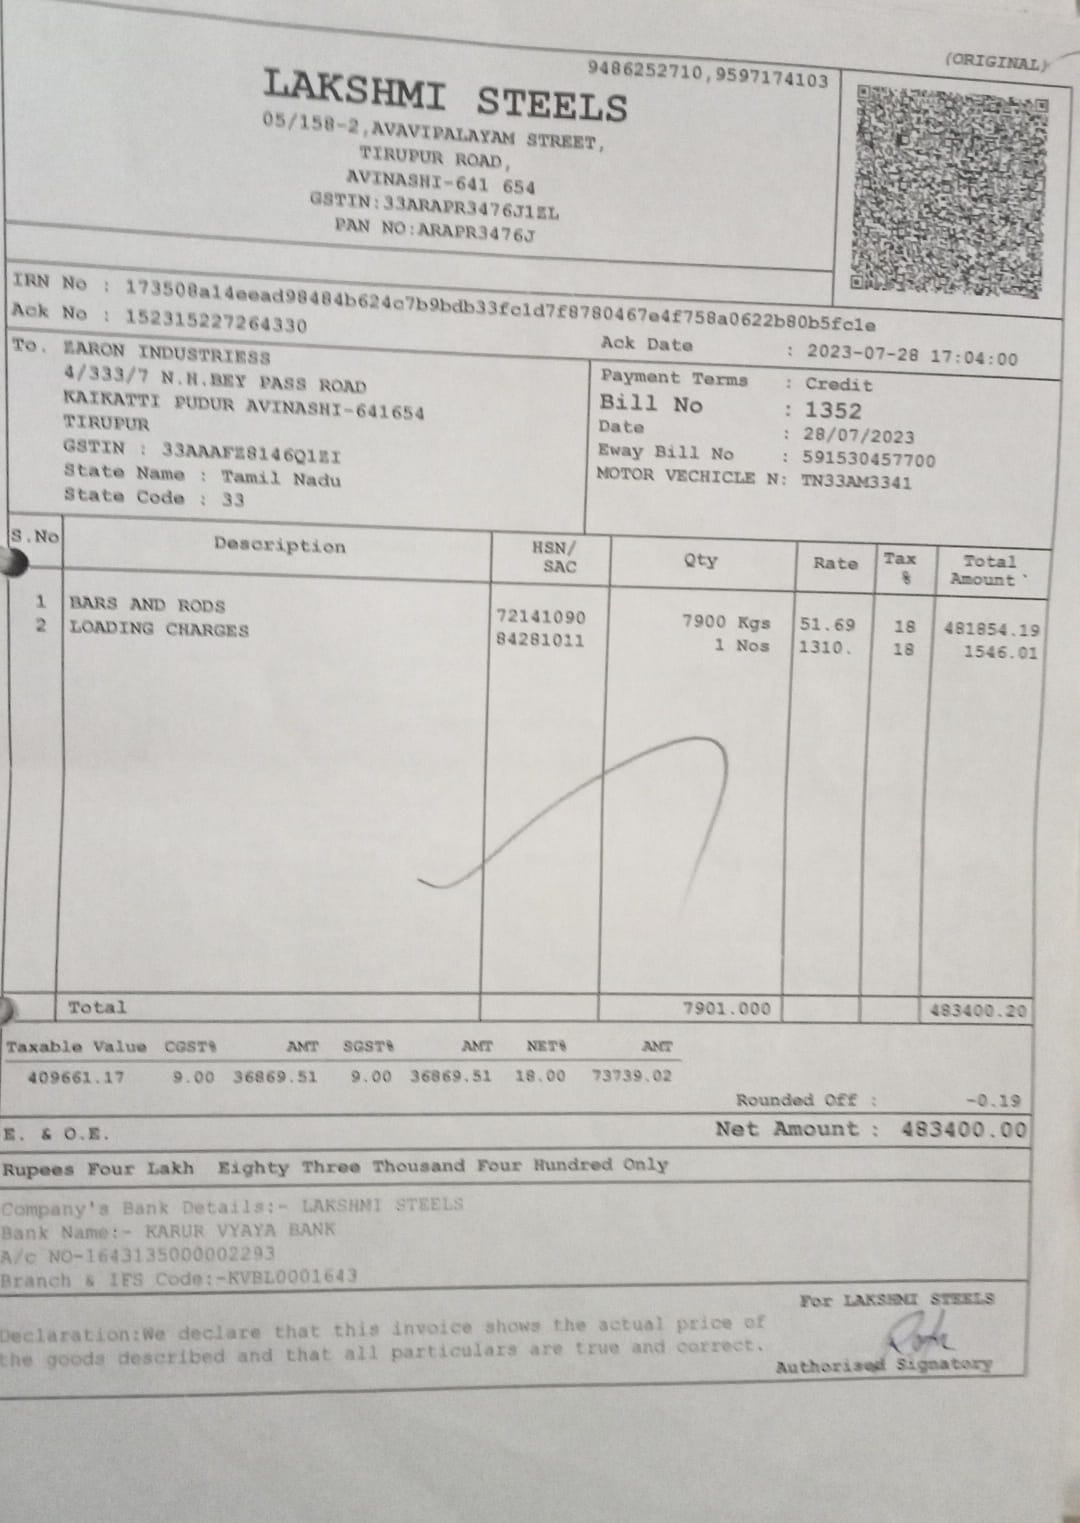 (ORIGINAL)
9486252710,9597174103
LAKSHMI STEELS
05/158-2,AVAVIPALAYAM STREET,
TIRUPUR ROAD,
AVINASHI-641 654
GSTIN:33ARAPR3476J1ZL
PAN NO:ARAPR3476J
IRN No : 173508a14eead98484b624c7b9bdb33fc1d7f8780467e4f758a0622b80b5fc1e
Ack No : 152315227264330
Ack Date : 2023-07-28 17:04:00
To. ZARON INDUSTRIESS
4/333/7 N.H.BEY PASS ROAD
KAIKATTI PUDUR AVINASHI-641654
TIRUPUR
GSTIN : 33AAAFZ8146Q1ZI
State Name : Tamil Nadu
State Code : 33
Payment Terms : Credit
Bill No : 1352
Date : 28/07/2023
Eway Bill No : 591530457700
MOTOR VECHICLE N: TN33AM3341
S.No Description HSN/ SAC Qty Rate Tax % Total Amount
1 BARS AND RODS 72141090 7900 Kgs 51.69 18 481854.19
2 LOADING CHARGES 84281011 1 Nos 1310. 18 1546.01
Total 7901.000 483400.20
Taxable Value CGST% AMT SGST% AMT NET% AMT
409661.17 9.00 36869.51 9.00 36869.51 18.00 73739.02
Rounded Off : -0.19
E. & O.E. Net Amount : 483400.00
Rupees Four Lakh Eighty Three Thousand Four Hundred Only
Company's Bank Details:- LAKSHMI STEELS
Bank Name:- KARUR VYAYA BANK
A/c NO-1643135000002293
Branch & IFS Code:-KVBL0001643
For LAKSHMI STEELS
Declaration:We declare that this invoice shows the actual price of
the goods described and that all particulars are true and correct.
Authorised Signatory